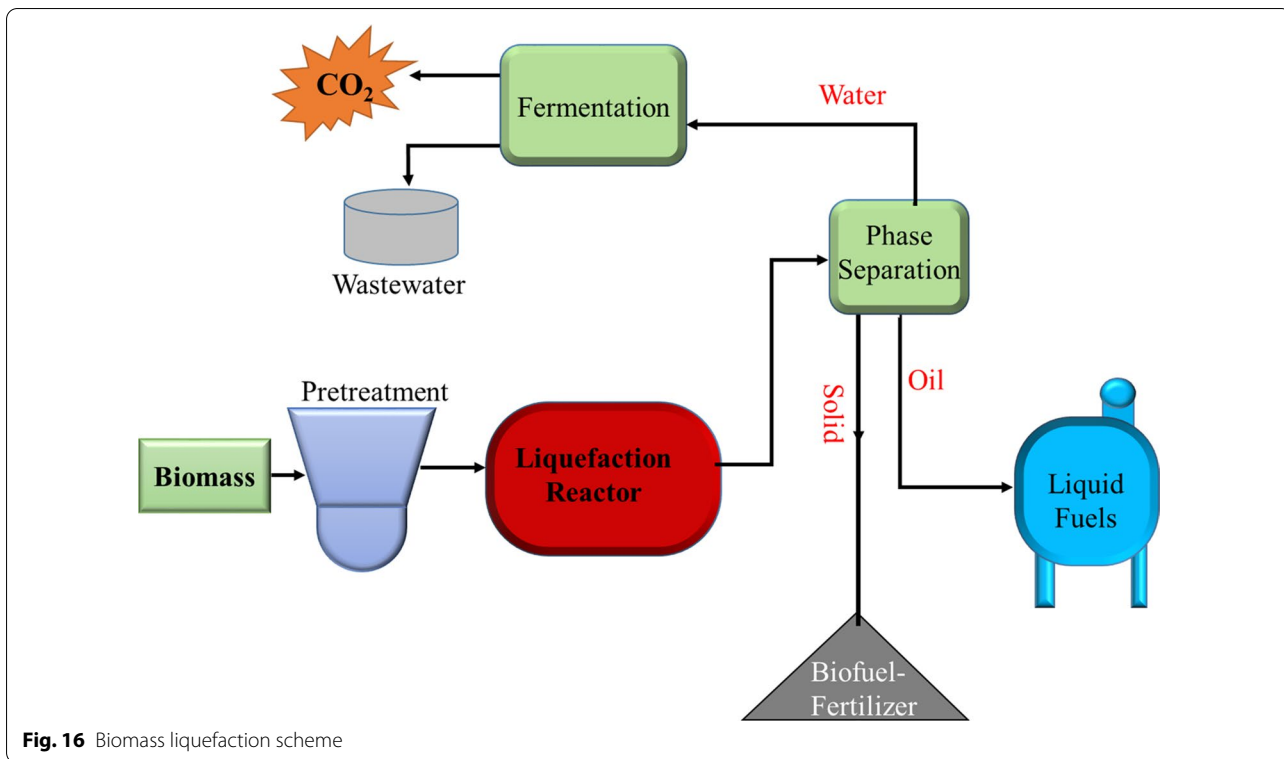 CO₂
Fermentation
Water
Wastewater
Phase
Separation
Pretreatment
Biomass
Liquefaction
Reactor
Solid
Oil
Liquid
Fuels
Biofuel-
Fertilizer
Fig. 16 Biomass liquefaction scheme